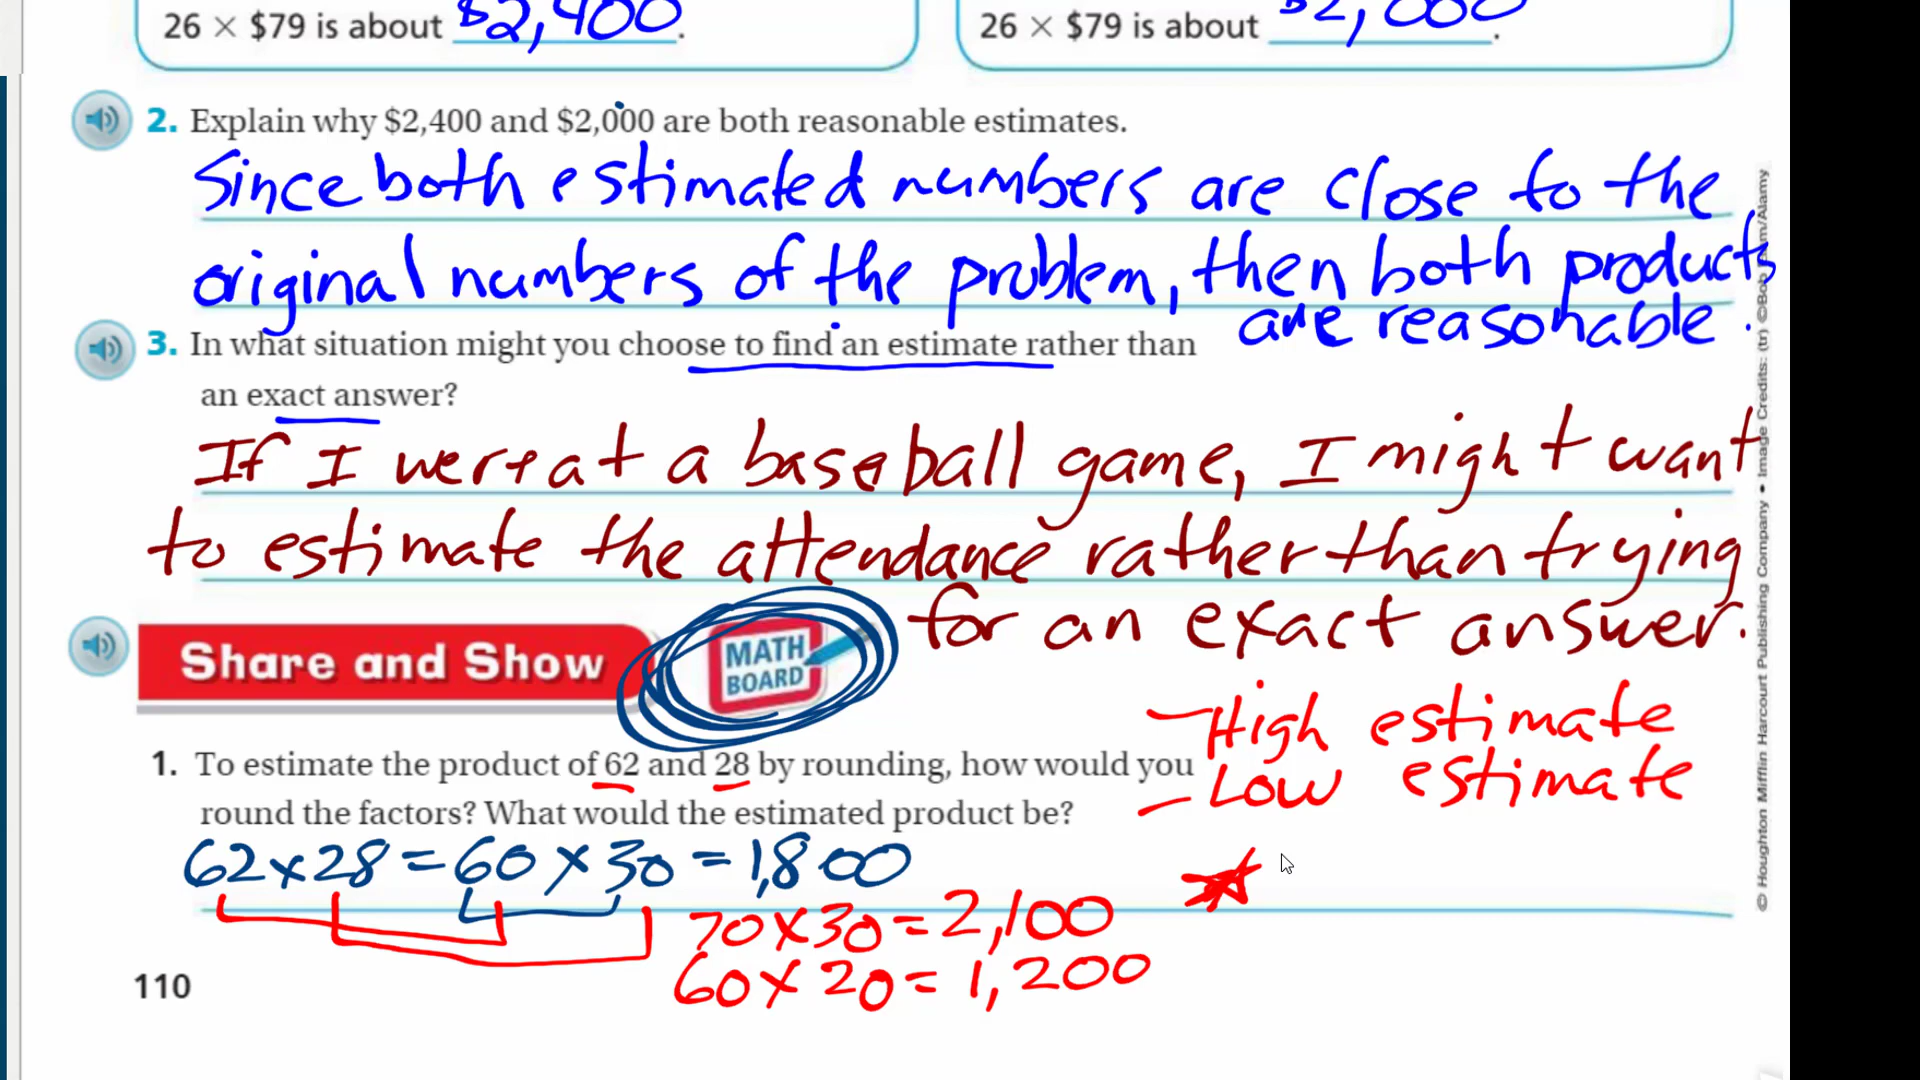 $2,400
$2,000
26 × $79 is about ________.
26 × $79 is about ________.
2. Explain why $2,400 and $2,000 are both reasonable estimates.
Since both estimated numbers are close to the
original numbers of the problem, then both products
are reasonable.
3. In what situation might you choose to find an estimate rather than
an exact answer?
If I were at a baseball game, I might want
to estimate the attendance rather than trying
for an exact answer.
Share and Show
MATH
BOARD
- High estimate
- Low estimate
1. To estimate the product of 62 and 28 by rounding, how would you
round the factors? What would the estimated product be?
62×28=60×30=1,800
70×30=2,100
60×20=1,200
110
© Houghton Mifflin Harcourt Publishing Company • Image Credits: (tr) ©Bob /Alamy